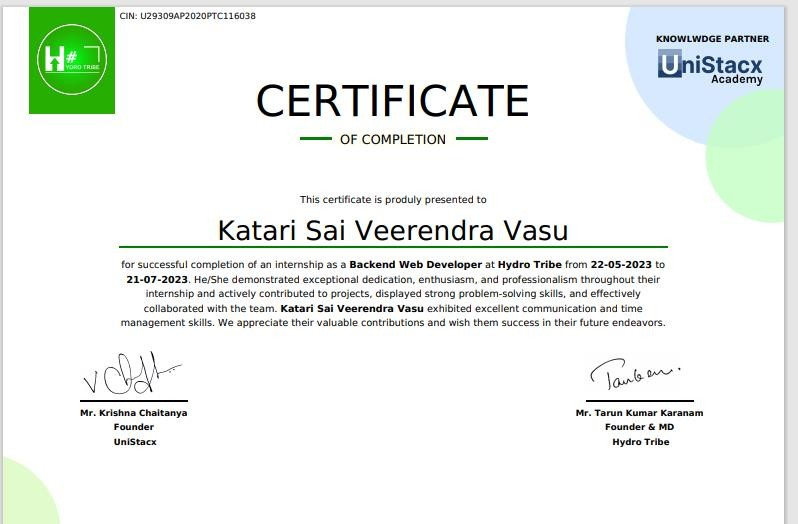 CIN: U29309AP2020PTC116038
H#
YDRO TRIBE
KNOWLWDGE PARTNER
UniStacx
Academy
CERTIFICATE
OF COMPLETION
This certificate is produly presented to
Katari Sai Veerendra Vasu
for successful completion of an internship as a Backend Web Developer at Hydro Tribe from 22-05-2023 to
21-07-2023. He/She demonstrated exceptional dedication, enthusiasm, and professionalism throughout their
internship and actively contributed to projects, displayed strong problem-solving skills, and effectively
collaborated with the team. Katari Sai Veerendra Vasu exhibited excellent communication and time
management skills. We appreciate their valuable contributions and wish them success in their future endeavors.
Mr. Krishna Chaitanya
Founder
UniStacx
Mr. Tarun Kumar Karanam
Founder & MD
Hydro Tribe